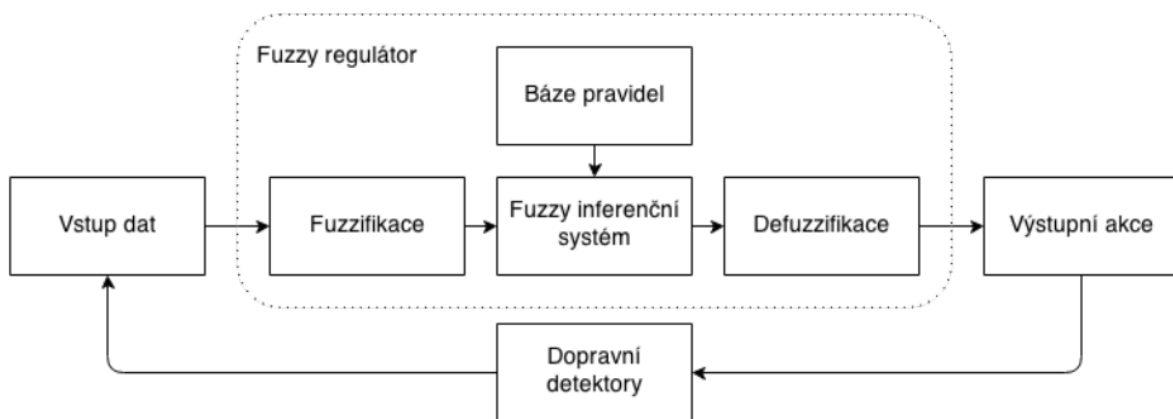 Fuzzy regulátor
Báze pravidel
Vstup dat
Fuzzifikace
Fuzzy inferenční
systém
Defuzzifikace
Výstupní akce
Dopravní
detektory